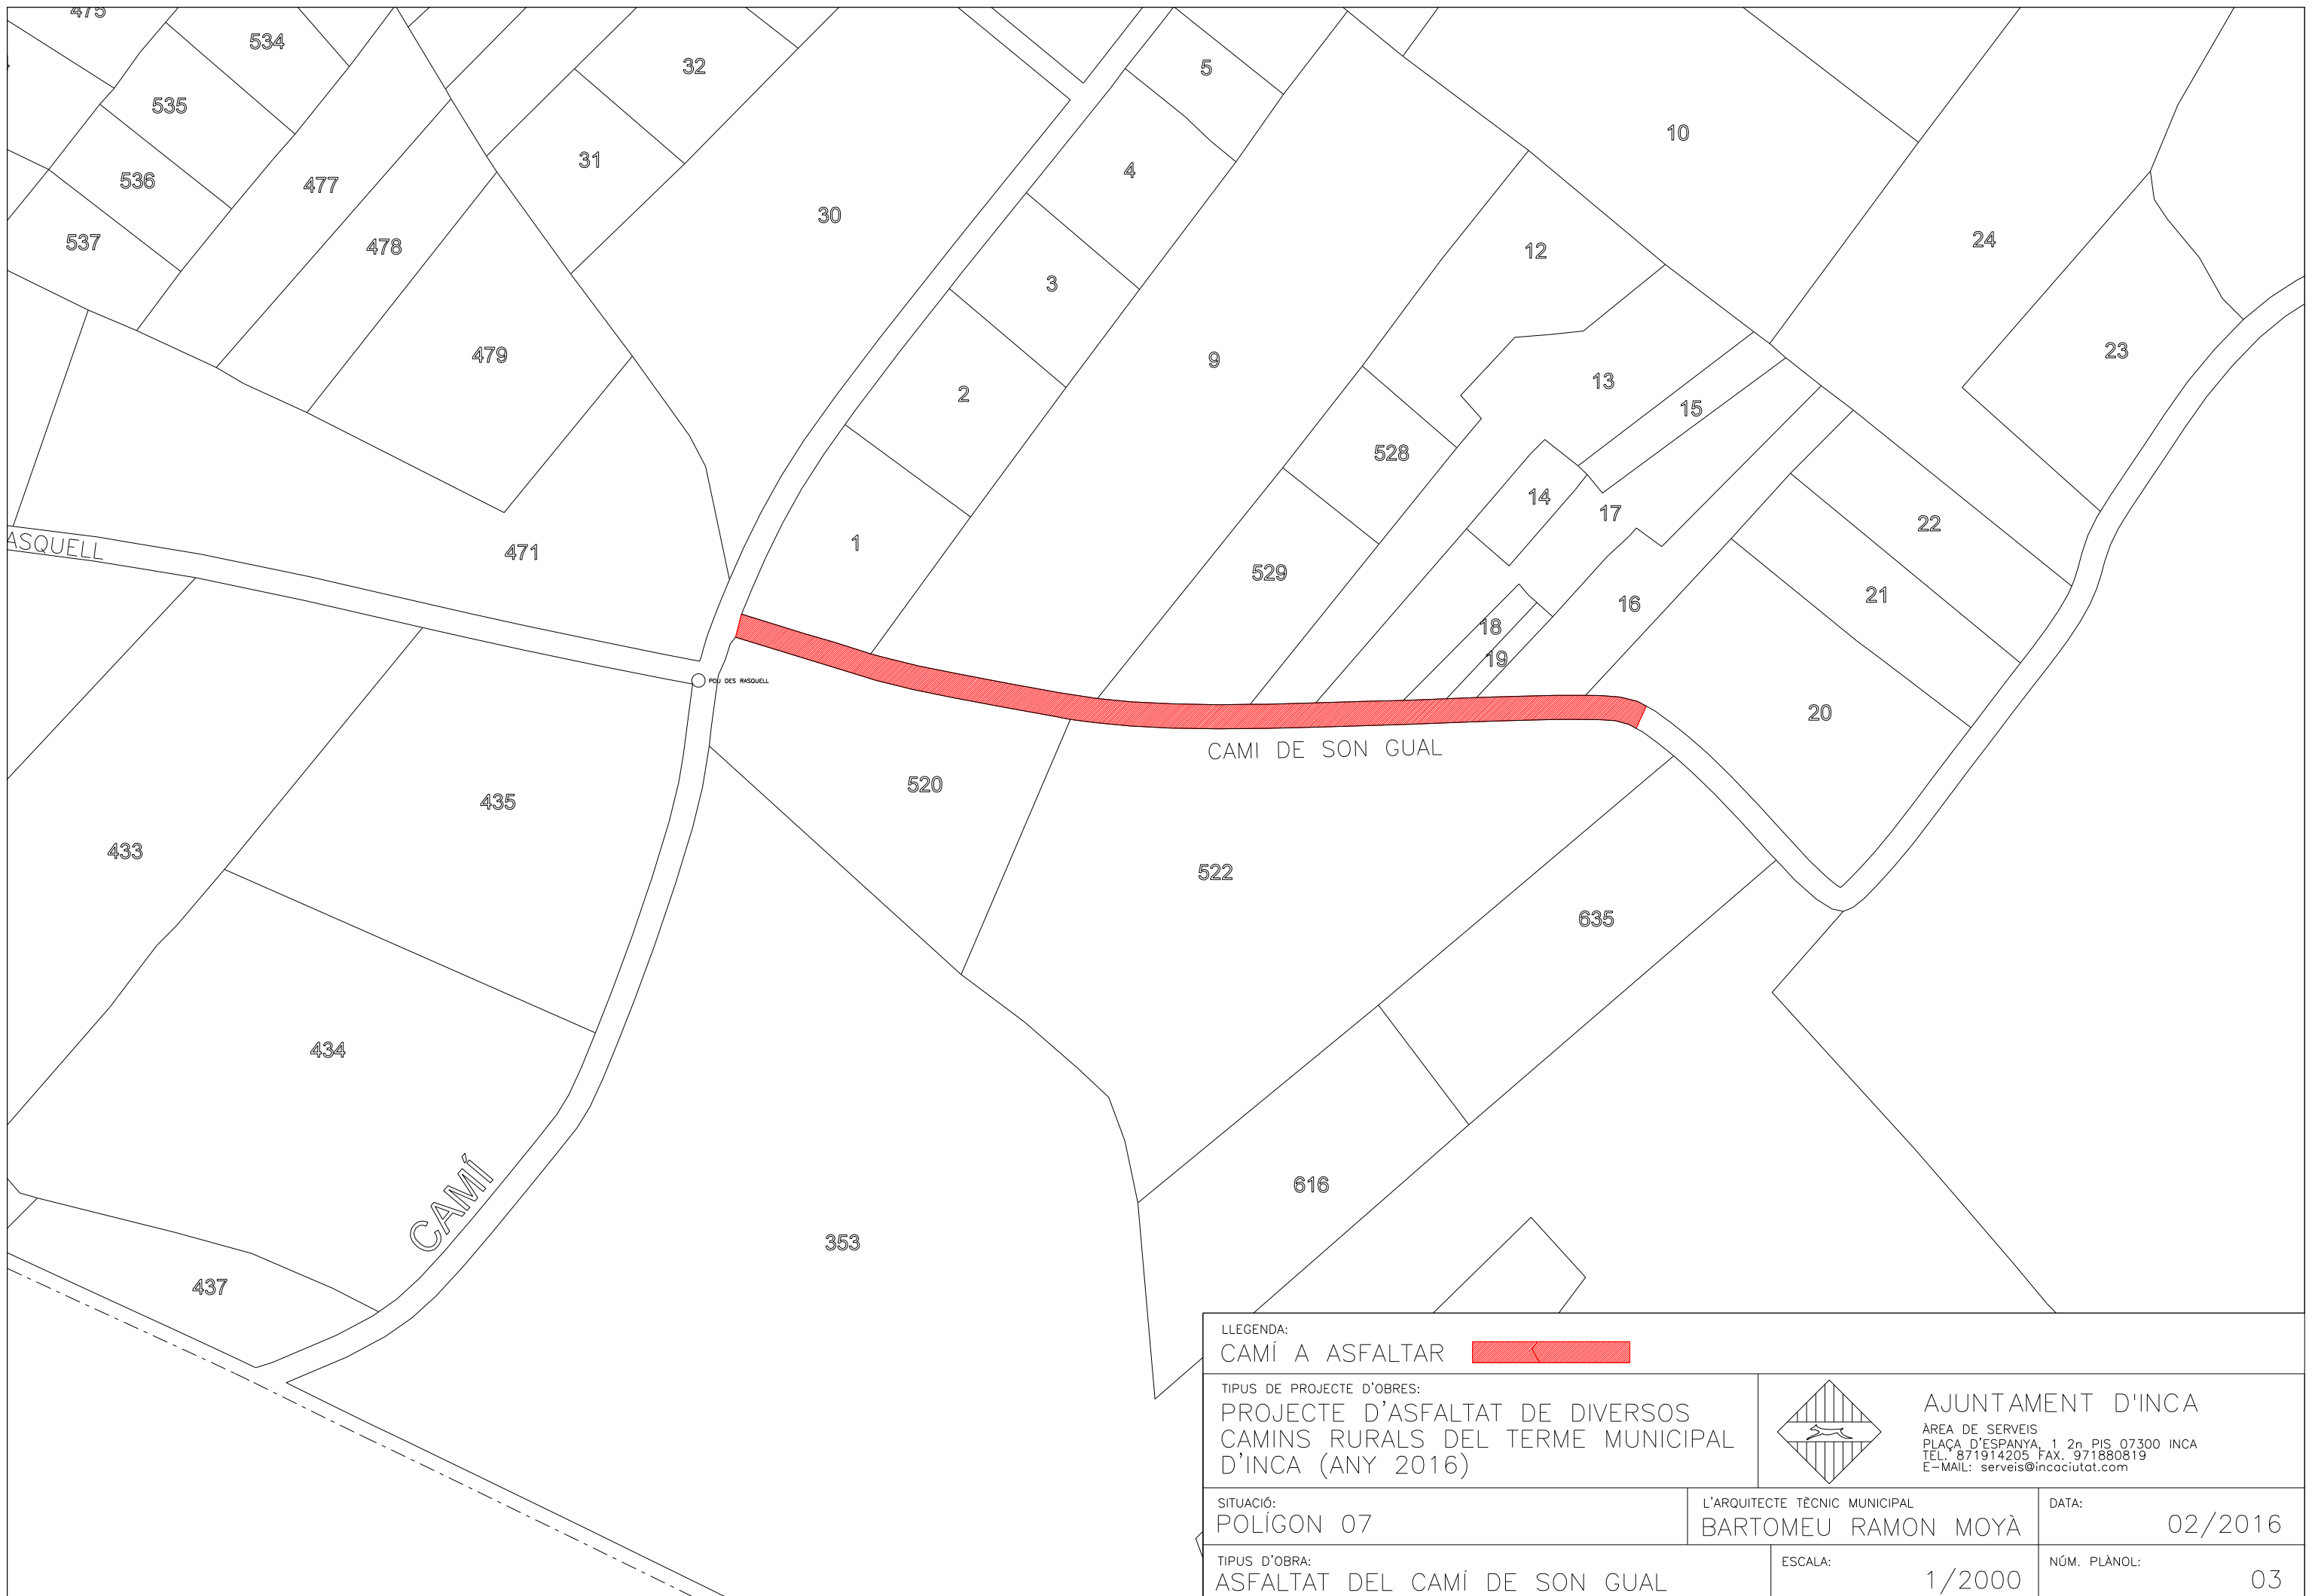 475
534
32
5
535
10
31
4
536
477
30
537
478
12
24
3
479
9
23
13
2
15
528
14
17
22
1
ASQUELL
471
529
21
16
18
19
POU DES RASQUELL
20
CAMI DE SON GUAL
520
435
433
522
635
434
CAMÍ
616
353
437
LLEGENDA:
CAMÍ A ASFALTAR
TIPUS DE PROJECTE D'OBRES:
PROJECTE D'ASFALTAT DE DIVERSOS
CAMINS RURALS DEL TERME MUNICIPAL
D'INCA (ANY 2016)
AJUNTAMENT D'INCA
ÀREA DE SERVEIS
PLAÇA D'ESPANYA, 1 2n PIS 07300 INCA
TEL. 871914205 FAX. 971880819
E-MAIL: serveis@incaciutat.com
SITUACIÓ:
POLÍGON 07
L'ARQUITECTE TÈCNIC MUNICIPAL
BARTOMEU RAMON MOYÀ
DATA:
02/2016
TIPUS D'OBRA:
ASFALTAT DEL CAMÍ DE SON GUAL
ESCALA:
1/2000
NÚM. PLÀNOL:
03